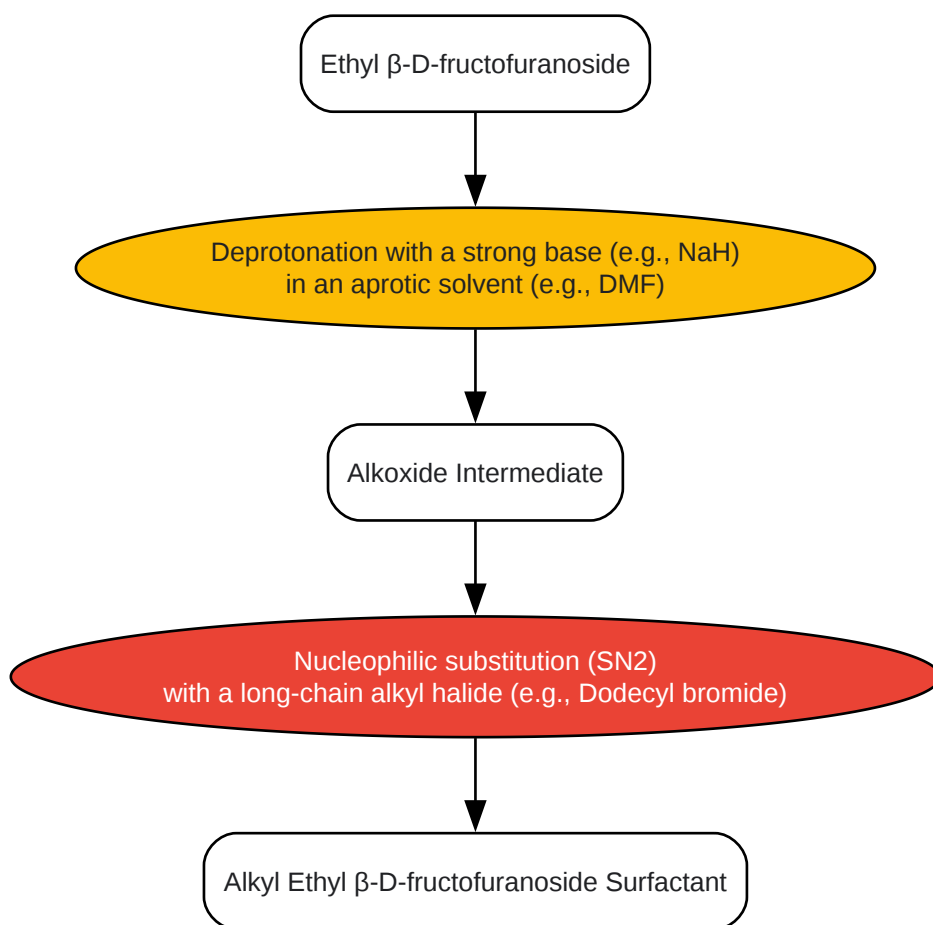 Ethyl β-D-fructofuranoside
Deprotonation with a strong base (e.g., NaH)
in an aprotic solvent (e.g., DMF)
Alkoxide Intermediate
Nucleophilic substitution (SN2)
with a long-chain alkyl halide (e.g., Dodecyl bromide)
Alkyl Ethyl β-D-fructofuranoside Surfactant